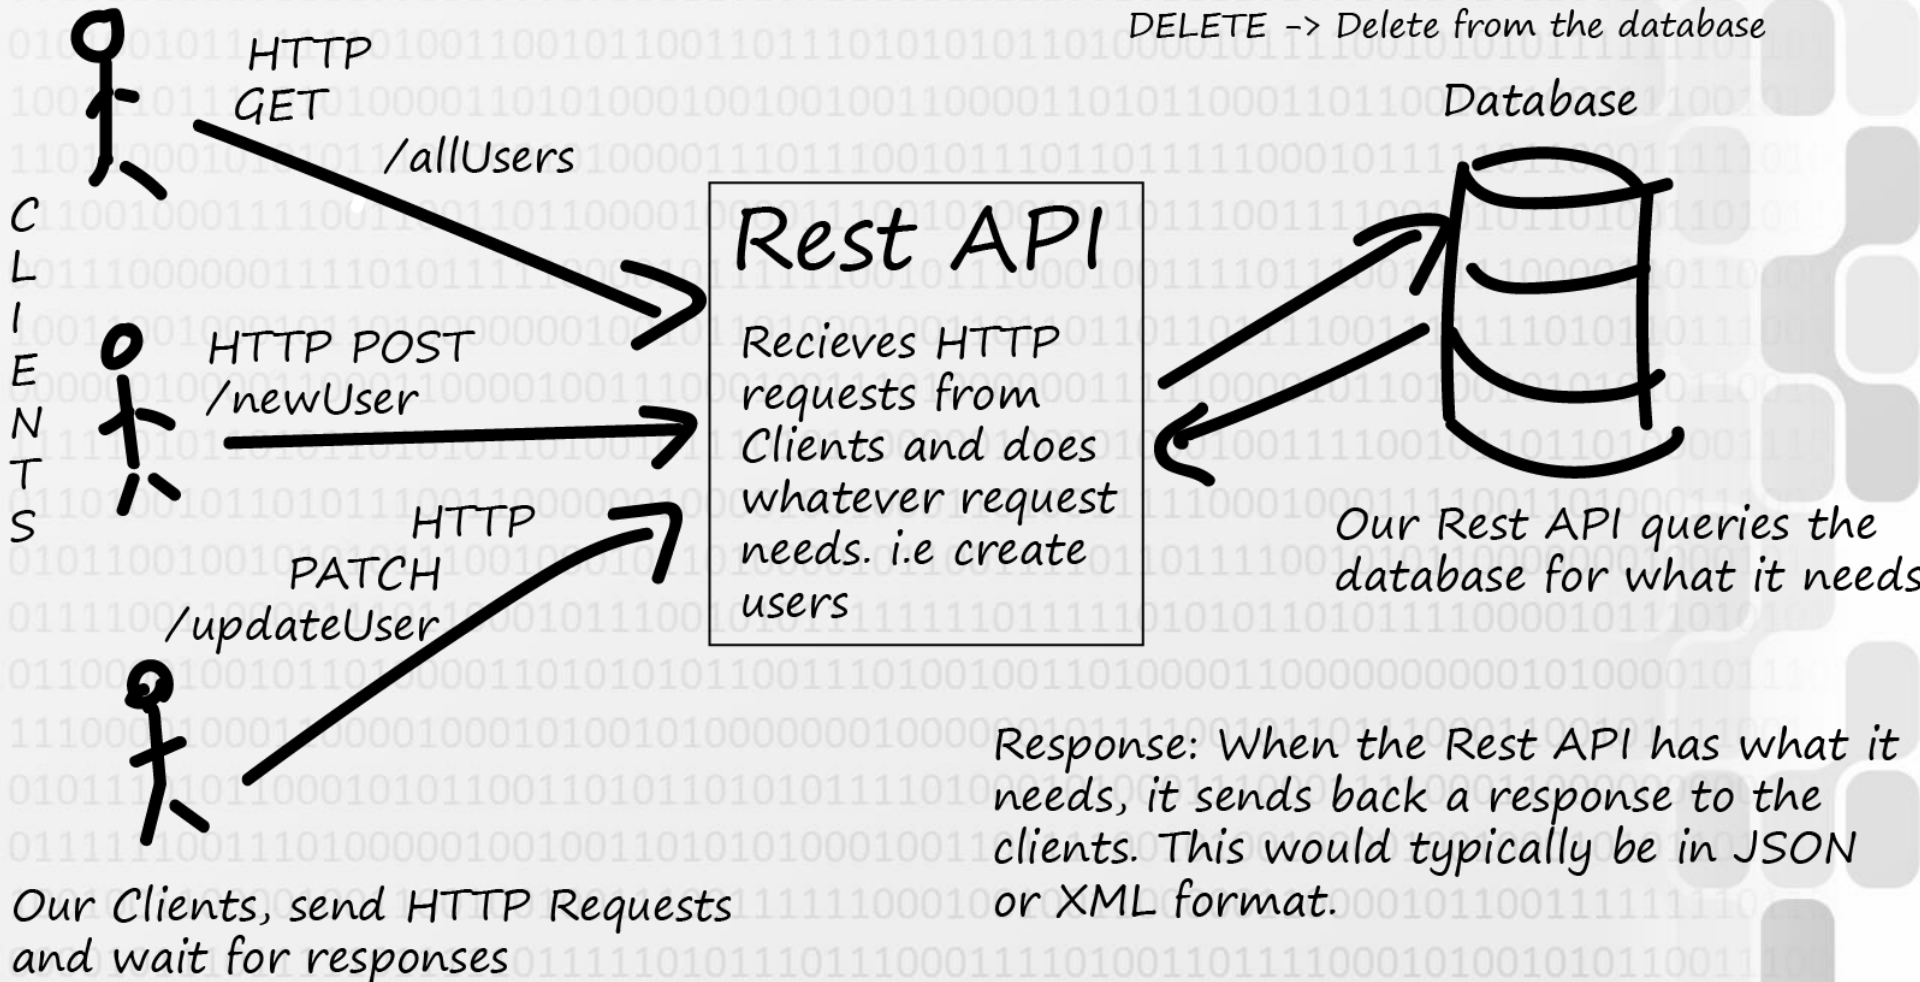 DELETE -> Delete from the database
HTTP
GET
/allUsers
Database
CLIENTS
Rest API
Recieves HTTP
requests from
Clients and does
whatever request
needs. i.e create
users
HTTP POST
/newUser
HTTP
PATCH
/updateUser
Our Rest API queries the
database for what it needs
Response: When the Rest API has what it
needs, it sends back a response to the
clients. This would typically be in JSON
or XML format.
Our Clients, send HTTP Requests
and wait for responses